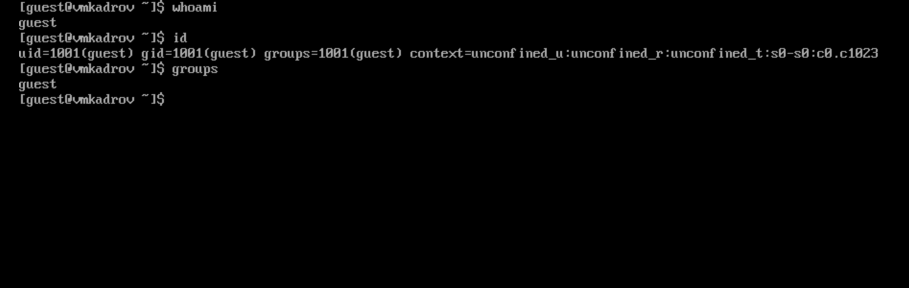 [guest@vmkadrov ~]$ whoami
guest
[guest@vmkadrov ~]$ id
uid=1001(guest) gid=1001(guest) groups=1001(guest) context=unconfined_u:unconfined_r:unconfined_t:s0-s0:c0.c1023
[guest@vmkadrov ~]$ groups
guest
[guest@vmkadrov ~]$